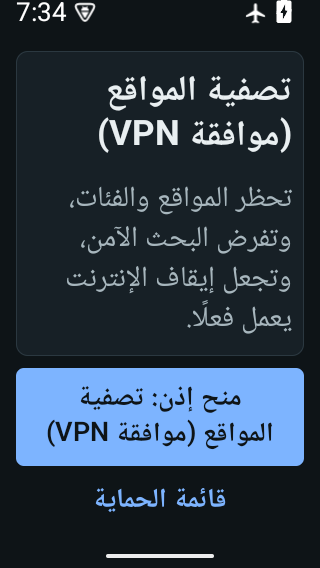 7:34
تصفية المواقع
(موافقة VPN)
تحظر المواقع والفئات،
وتفرض البحث الآمن،
وتجعل إيقاف الإنترنت
يعمل فعلًا.
منح إذن: تصفية
المواقع (موافقة VPN)
قائمة الحماية